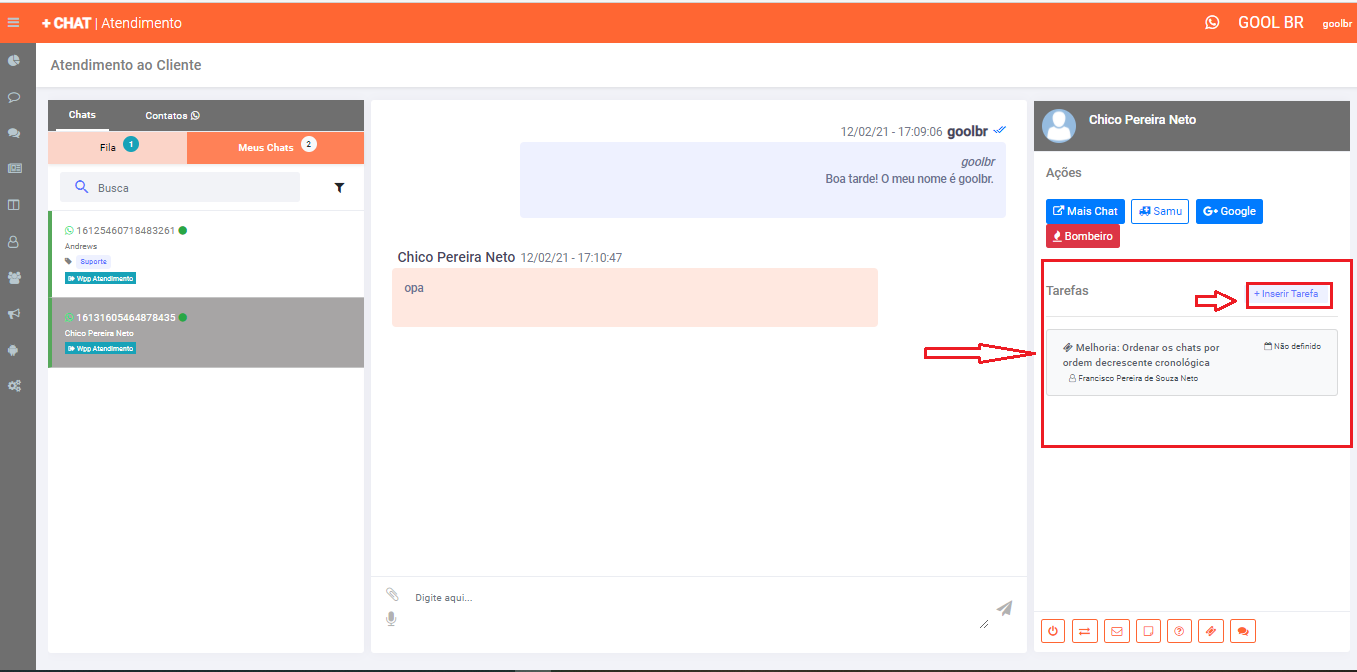 + CHAT | Atendimento
GOOL BR
goolbr
Atendimento ao Cliente
Chats
Contatos
Fila 1
Meus Chats 2
Busca
16125460718483261
Andrews
Suporte
Wpp Atendimento
16131605464878435
Chico Pereira Neto
Wpp Atendimento
12/02/21 - 17:09:06 goolbr
goolbr
Boa tarde! O meu nome é goolbr.
Chico Pereira Neto 12/02/21 - 17:10:47
opa
Digite aqui...
Chico Pereira Neto
Ações
Mais Chat
Samu
G+ Google
Bombeiro
Tarefas
+ Inserir Tarefa
Melhoria: Ordenar os chats por
ordem decrescente cronológica
Não definido
Francisco Pereira de Souza Neto